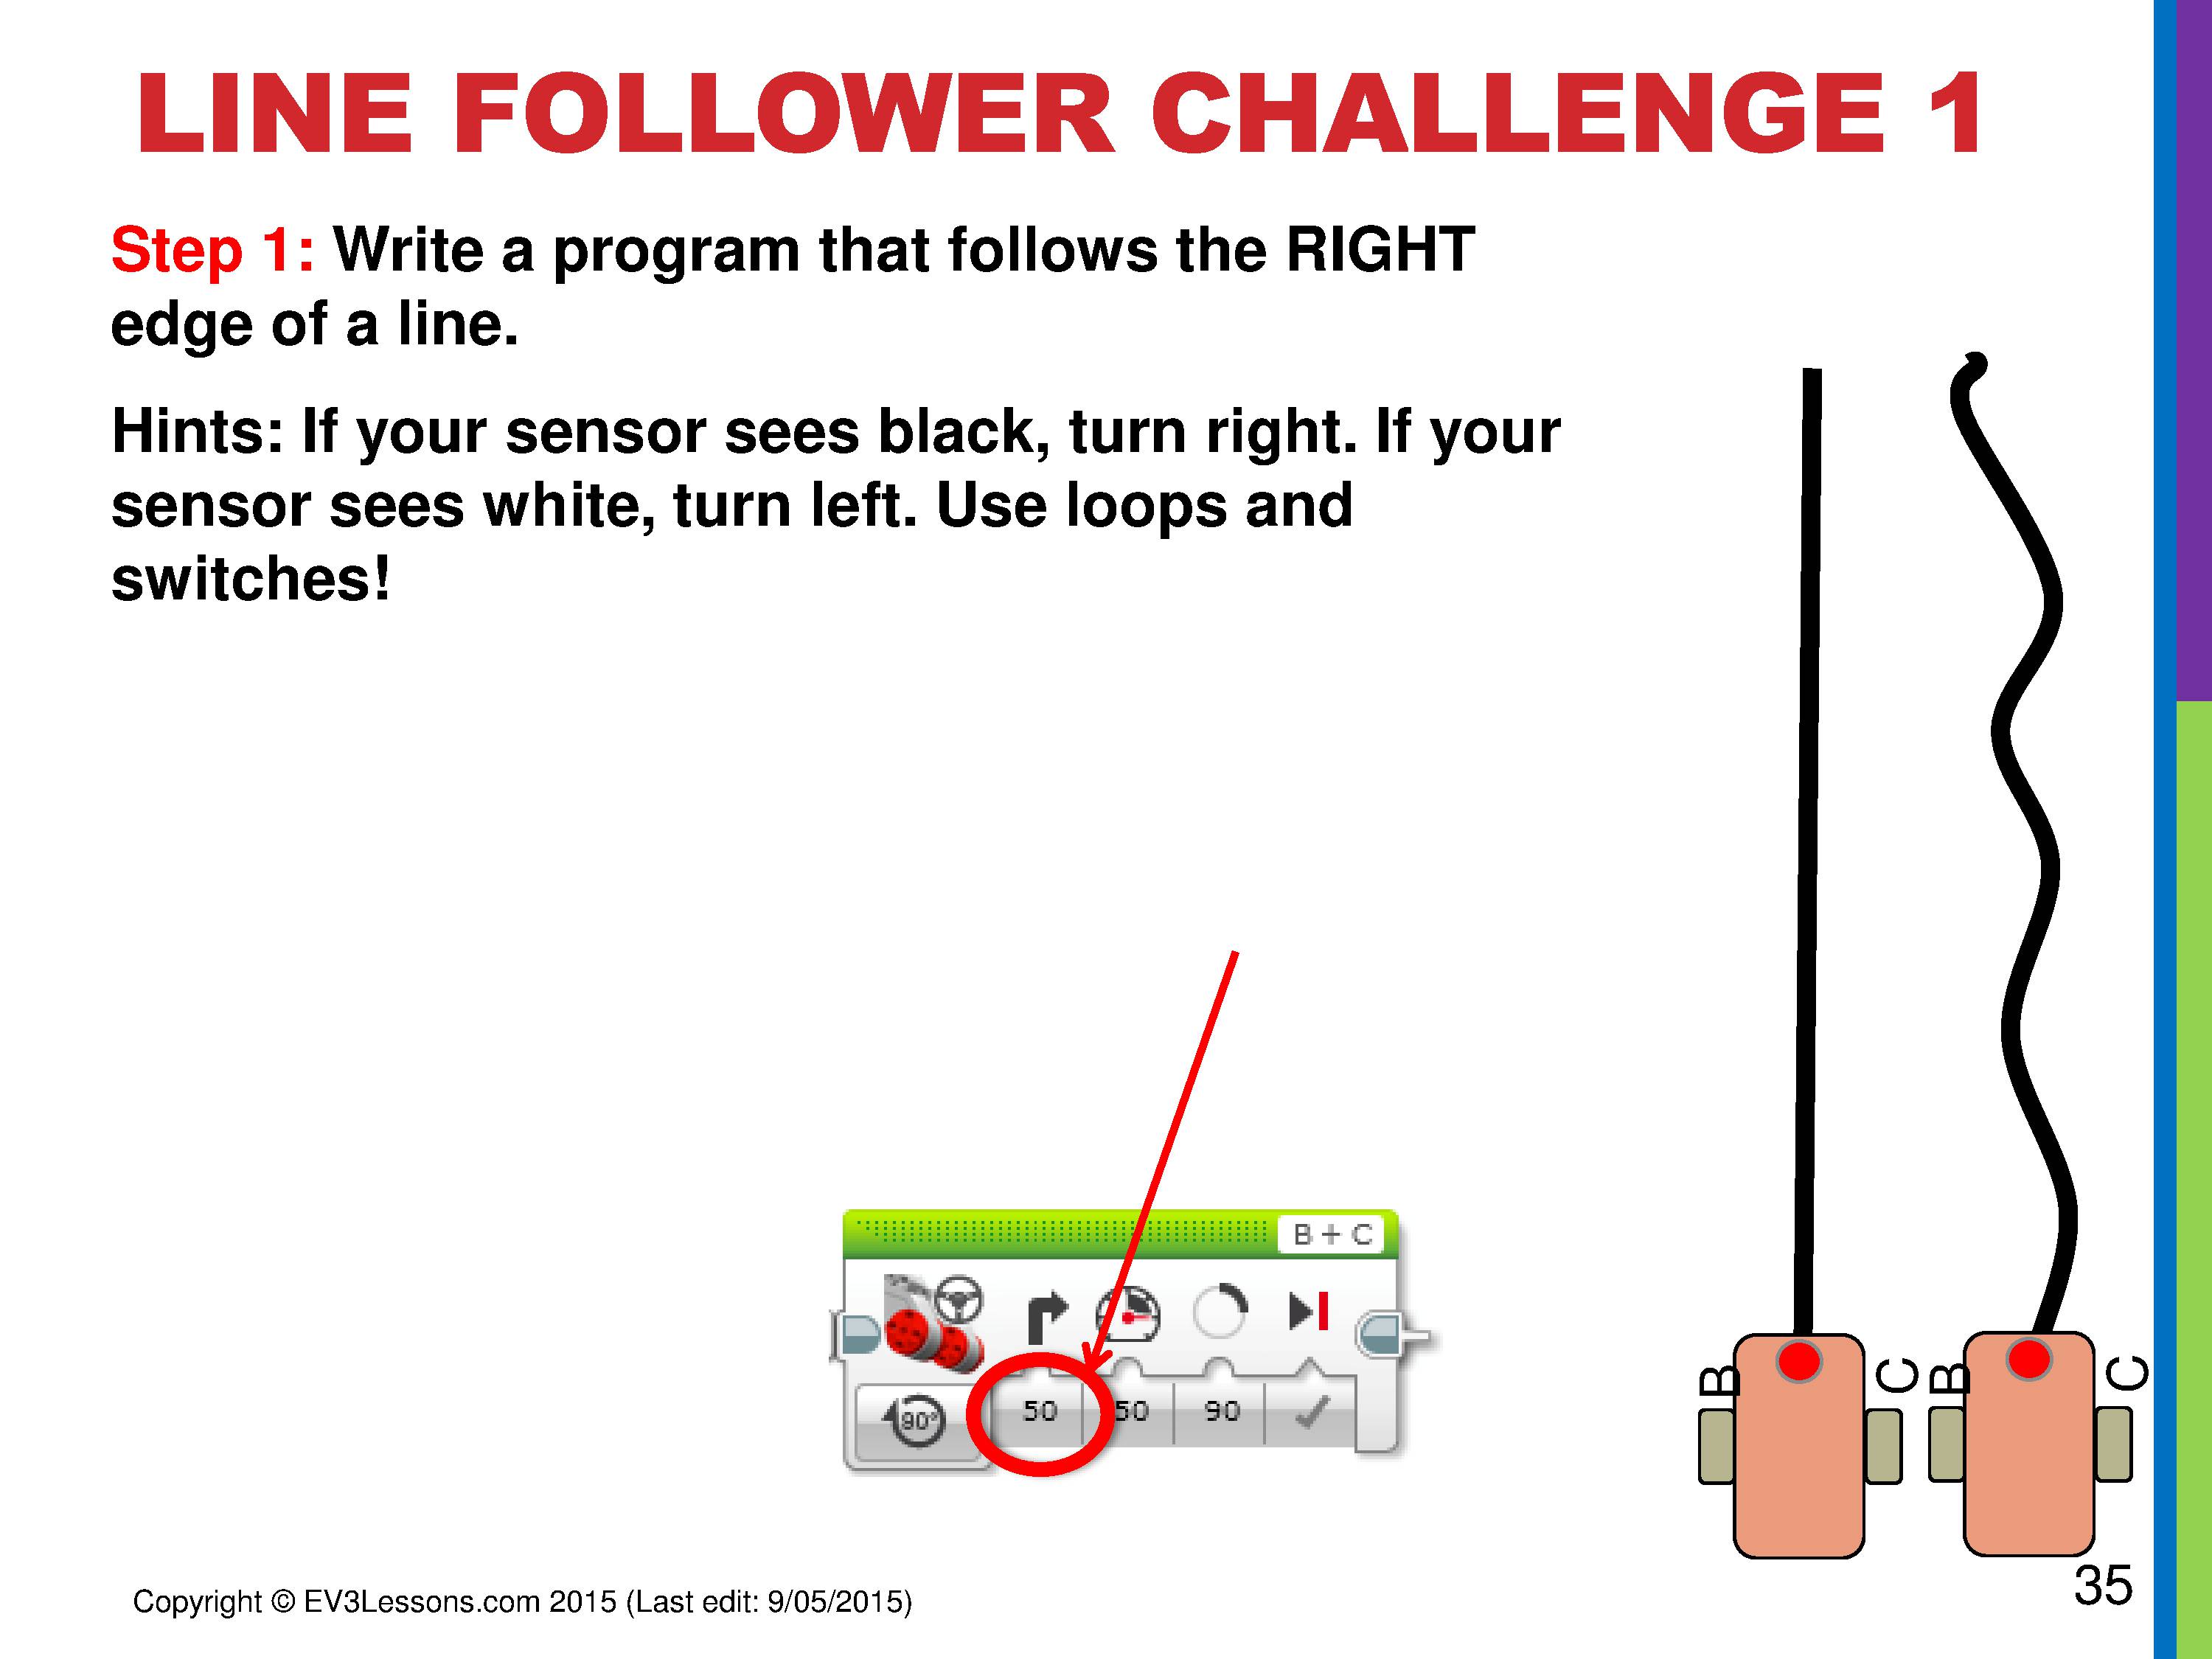 LINE FOLLOWER CHALLENGE 1
Step 1: Write a program that follows the RIGHT
edge of a line.
Hints: If your sensor sees black, turn right. If your
sensor sees white, turn left. Use loops and
switches!
B + C
90°
50 50 90
B C B C
35
Copyright © EV3Lessons.com 2015 (Last edit: 9/05/2015)